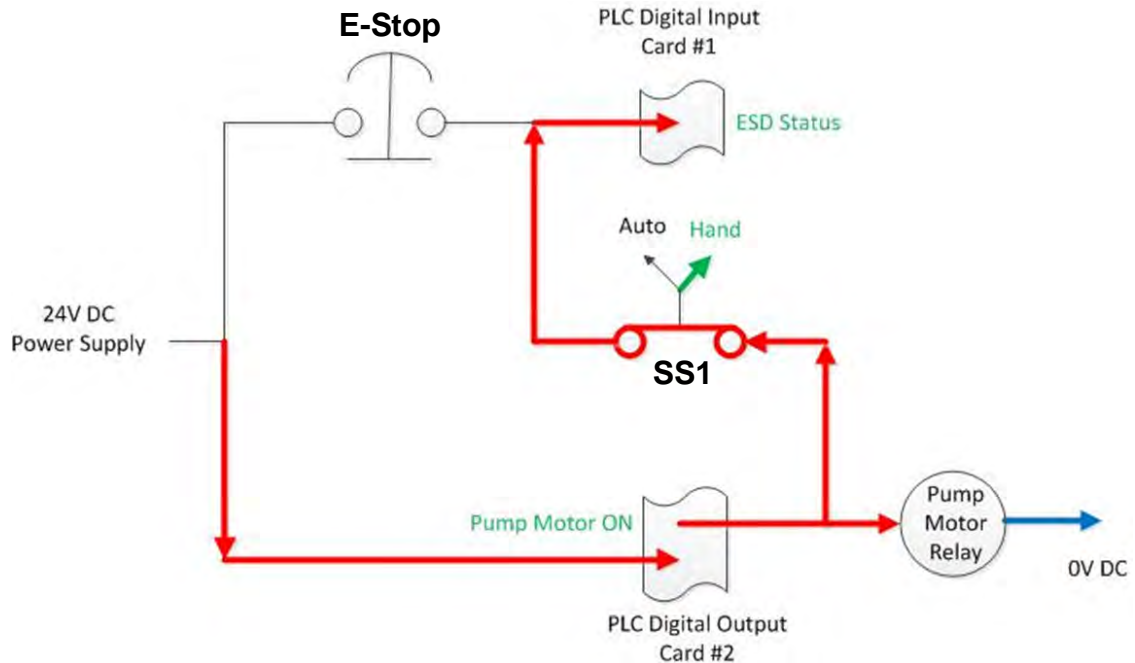 E-Stop
PLC Digital Input
Card #1
ESD Status
Auto
Hand
24V DC
Power Supply
SS1
Pump Motor ON
Pump
Motor
Relay
0V DC
PLC Digital Output
Card #2